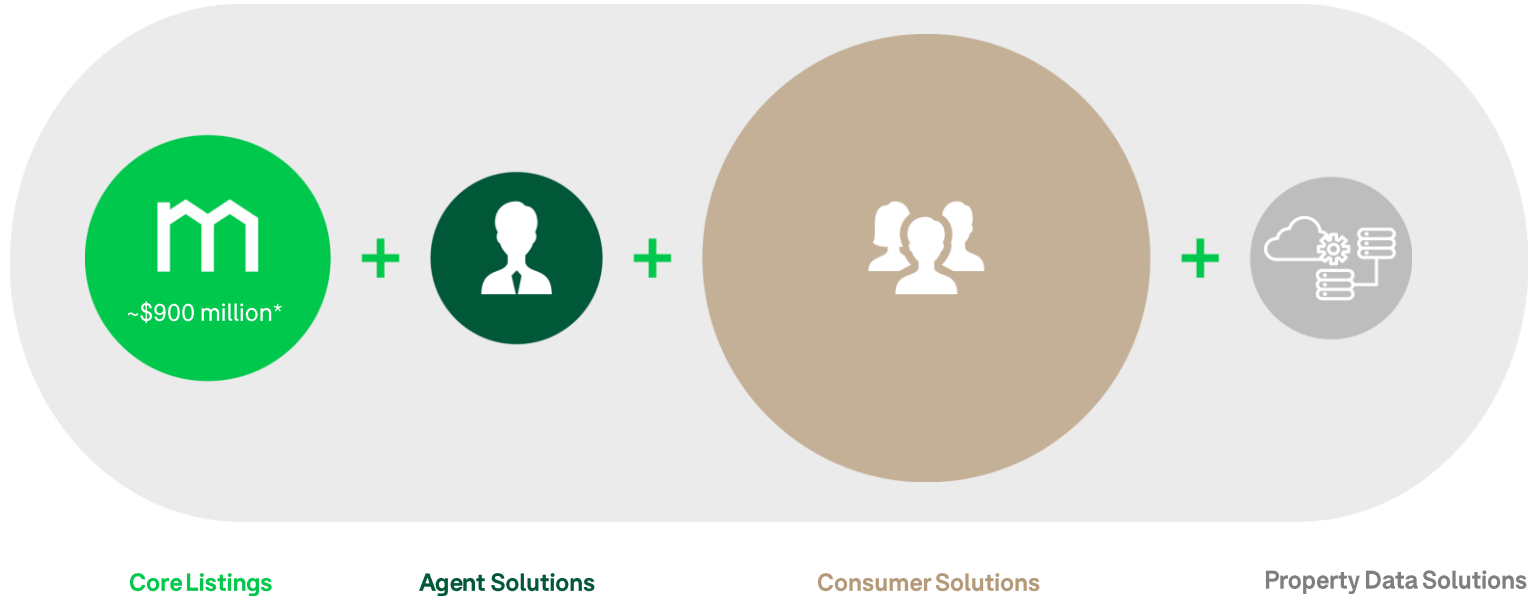 ~$900 million*
Core Listings
Agent Solutions
Consumer Solutions
Property Data Solutions